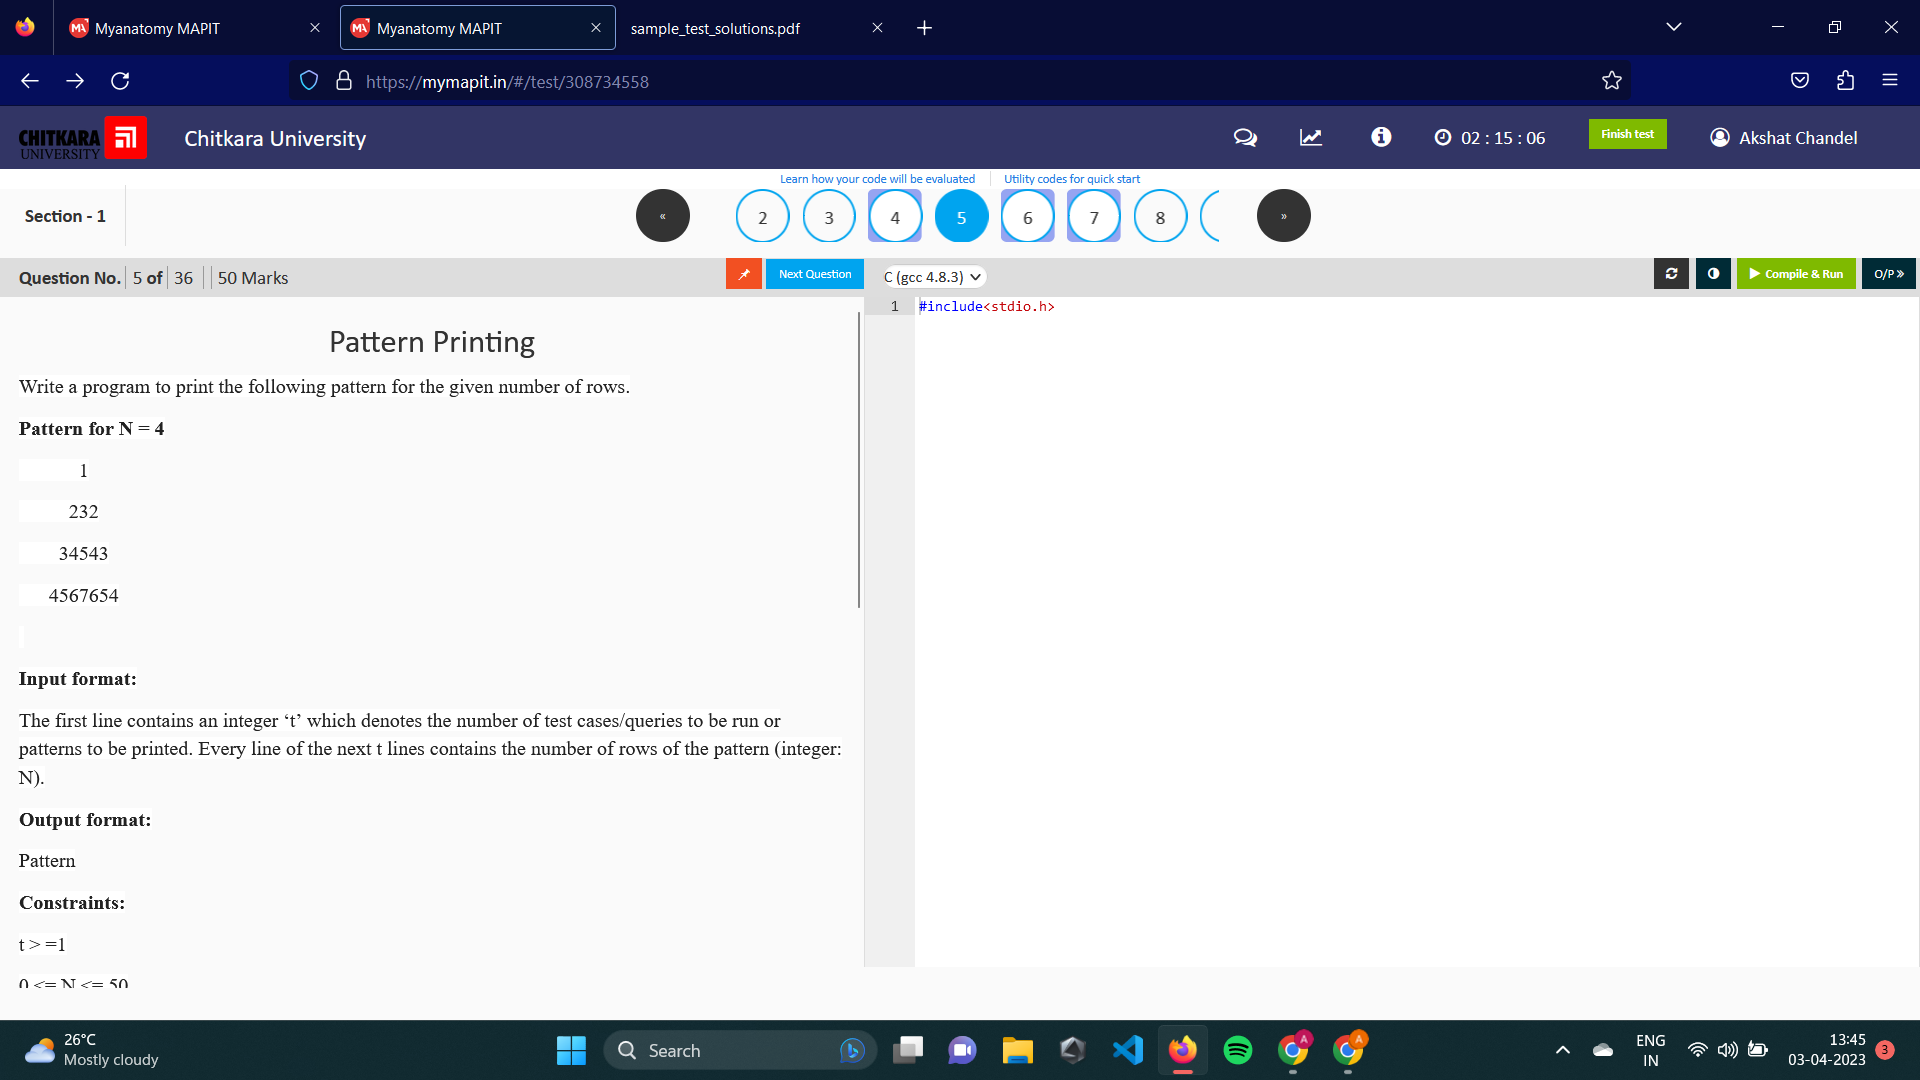 Myanatomy MAPIT
Myanatomy MAPIT
sample_test_solutions.pdf
https://mymapit.in/#/test/308734558
CHITKARA
UNIVERSITY
Chitkara University
02 : 15 : 06
Finish test
Akshat Chandel
Learn how your code will be evaluated
Utility codes for quick start
Section - 1
«
2
3
4
5
6
7
8
»
Question No. 5 of 36 50 Marks
Next Question
C (gcc 4.8.3)
Compile & Run
O/P »
1 #include<stdio.h>
Pattern Printing
Write a program to print the following pattern for the given number of rows.
Pattern for N = 4
1
232
34543
4567654
Input format:
The first line contains an integer ‘t’ which denotes the number of test cases/queries to be run or
patterns to be printed. Every line of the next t lines contains the number of rows of the pattern (integer:
N).
Output format:
Pattern
Constraints:
t > =1
0 <= N <= 50
26°C
Mostly cloudy
Search
A
A
ENG
IN
13:45
03-04-2023
3